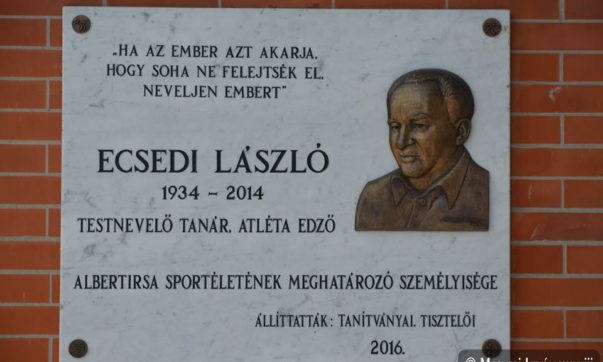 „HA AZ EMBER AZT AKARJA,
HOGY SOHA NE FELEJTSÉK EL,
NEVELJEN EMBERT”
ECSEDI LÁSZLÓ
1934 – 2014
TESTNEVELŐ TANÁR, ATLÉTA EDZŐ
ALBERTIRSA SPORTÉLETÉNEK MEGHATÁROZÓ SZEMÉLYISÉGE
ÁLLÍTTATTÁK: TANÍTVÁNYAI, TISZTELŐI
2016.